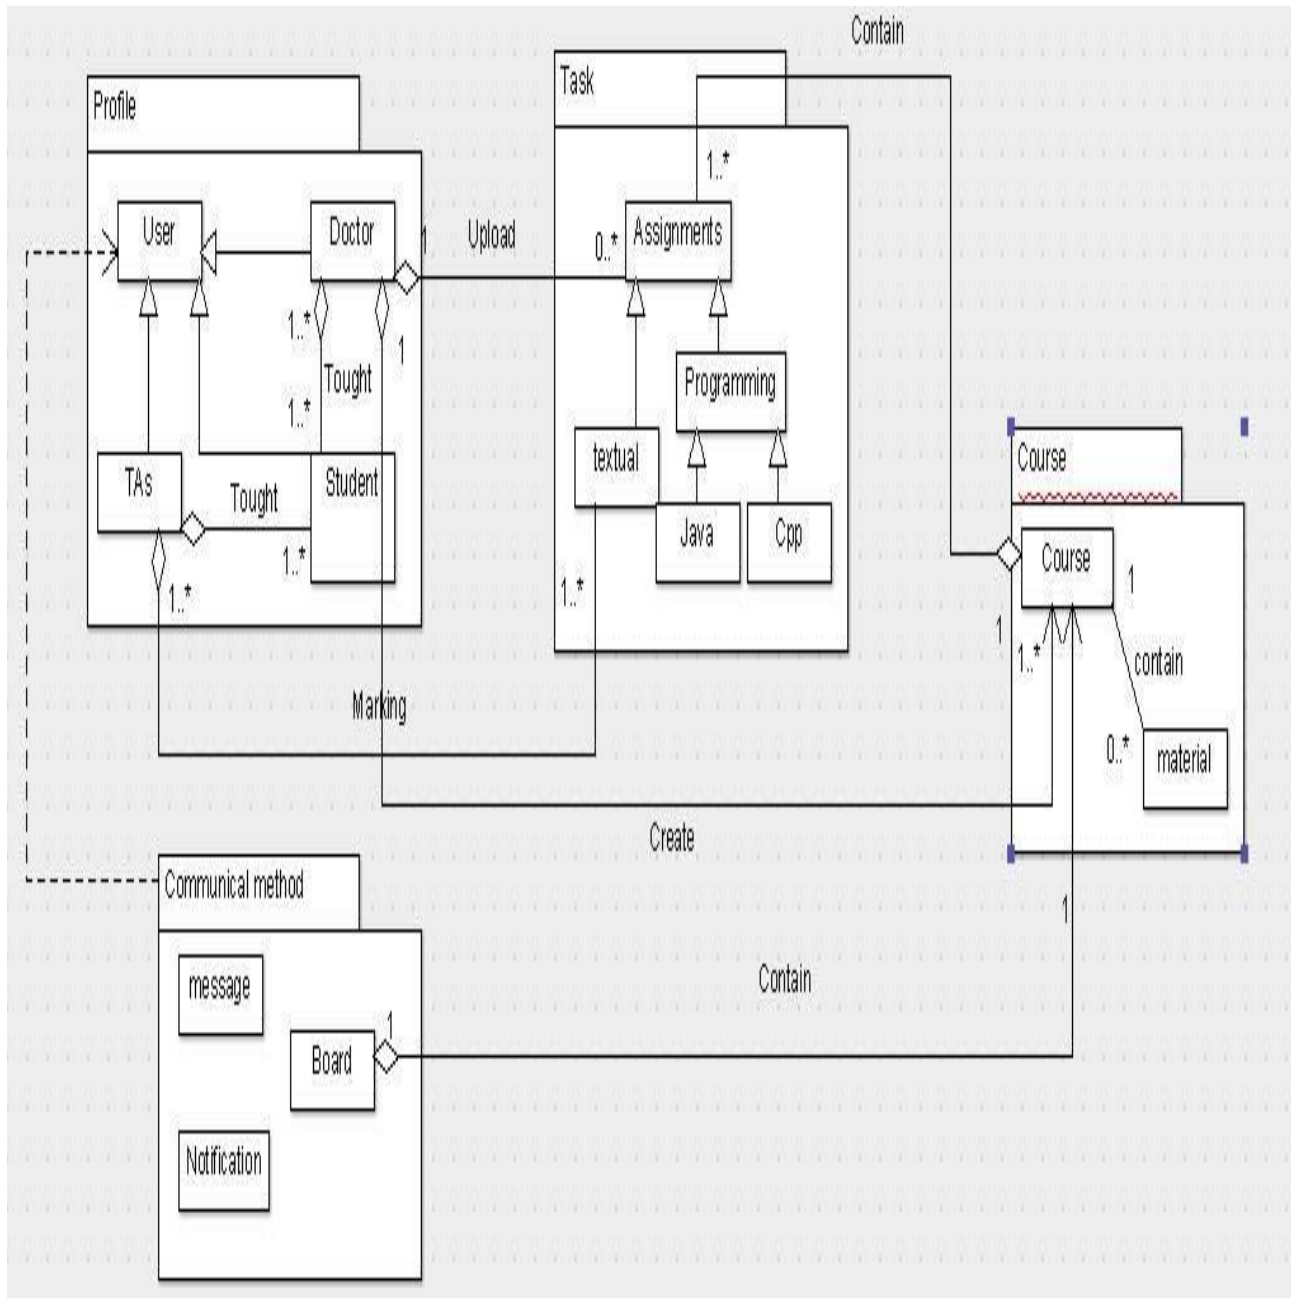 Contain
Task
Profile
1..*
User
Doctor
1
Upload
0..*
Assignments
1..*
1
Tought
Programming
1..*
textual
Course
TAs
Tought
Student
Java
Cpp
Course
1..*
1..*
1..*
1
1
1..*
contain
Marking
0..*
material
Create
Communical method
1
message
Contain
1
Board
Notification